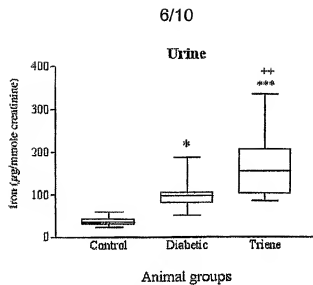 6/10
Urine
Iron (µg/mmole creatinine)
400
300
200
100
0
*
++
***
Control Diabetic Triene
Animal groups